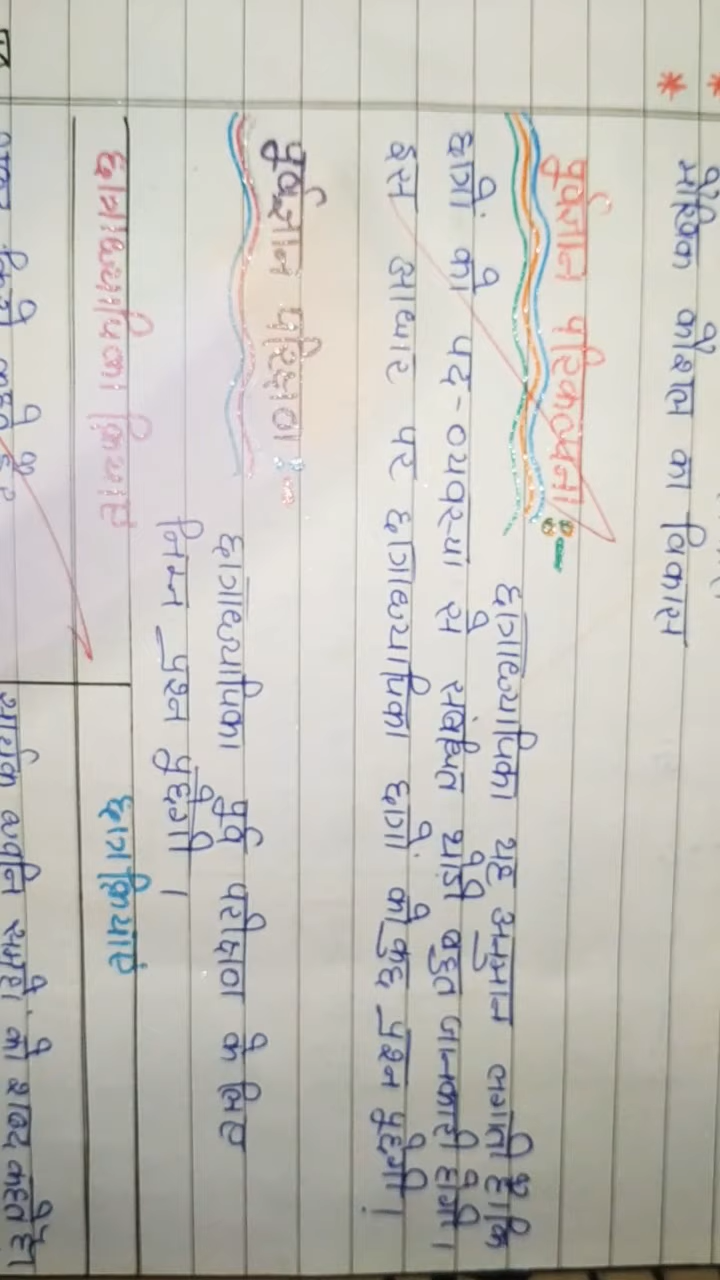 मौखिक कौशल का विकास
पुर्वज्ञान परिकल्पना :-
छात्राध्यापिका यह अनुमान लगाती है कि
छात्रों को पद-व्यवस्था से संबंधित थोड़ी बहुत जानकारी होगी।
इस आधार पर छात्राध्यापिका छात्रों को कुछ प्रश्न पूछेगी।
पुर्वज्ञान परिक्षण :-
छात्राध्यापिका पुर्व परीक्षण के लिए
निम्न प्रश्न पुछेगी।
छात्राध्यापिका क्रियाएं
छात्र क्रियाएं
किसे कहते है?
सार्थक ध्वनि समूहों को शब्द कहते है।